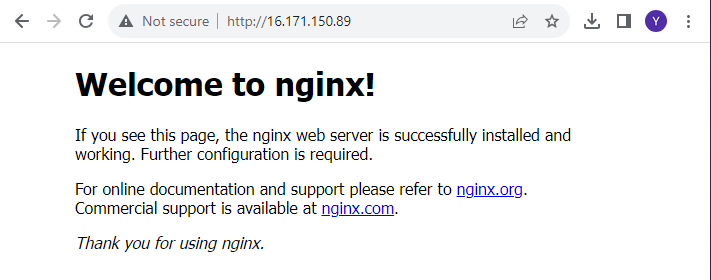 Not secure http://16.171.150.89 Y
Welcome to nginx!
If you see this page, the nginx web server is successfully installed and
working. Further configuration is required.
For online documentation and support please refer to nginx.org.
Commercial support is available at nginx.com.
Thank you for using nginx.